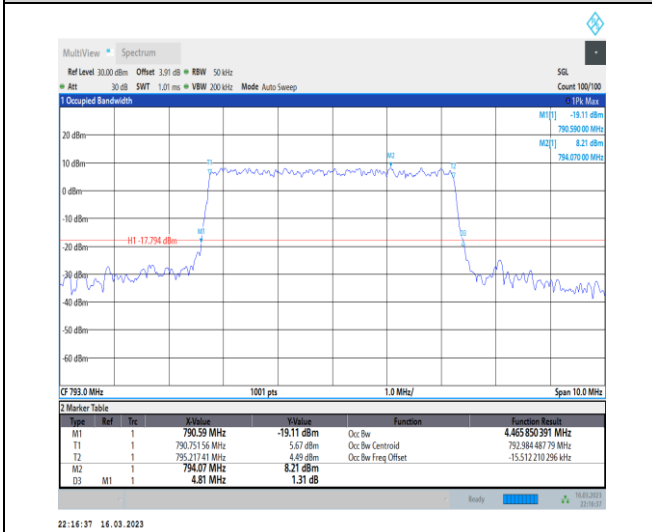 MultiView Spectrum
Ref Level 30.00 dBm Offset 3.91 dB RBW 50 kHz SGL
Att 30 dB SWT 1.01 ms VBW 200 kHz Mode Auto Sweep Count 100/100
1 Occupied Bandwidth 1Pk Max
M1[1] -19.11 dBm
790.590 00 MHz
M2[1] 8.21 dBm
794.070 00 MHz
20 dBm
10 dBm
0 dBm
-10 dBm
-20 dBm
-30 dBm
-40 dBm
-50 dBm
-60 dBm
T1
M2
T2
M1
D3
H1 -17.794 dBm
CF 793.0 MHz 1001 pts 1.0 MHz/ Span 10.0 MHz
2 Marker Table
Type Ref Trc X-Value Y-Value Function Function Result
M1 1 790.59 MHz -19.11 dBm Occ Bw 4.465 850 391 MHz
T1 1 790.751 56 MHz 5.67 dBm Occ Bw Centroid 792.984 487 79 MHz
T2 1 795.217 41 MHz 4.49 dBm Occ Bw Freq Offset -15.512 210 296 kHz
M2 1 794.07 MHz 8.21 dBm
D3 M1 1 4.81 MHz 1.31 dB
Ready 16.03.2023
22:16:37
22:16:37 16.03.2023